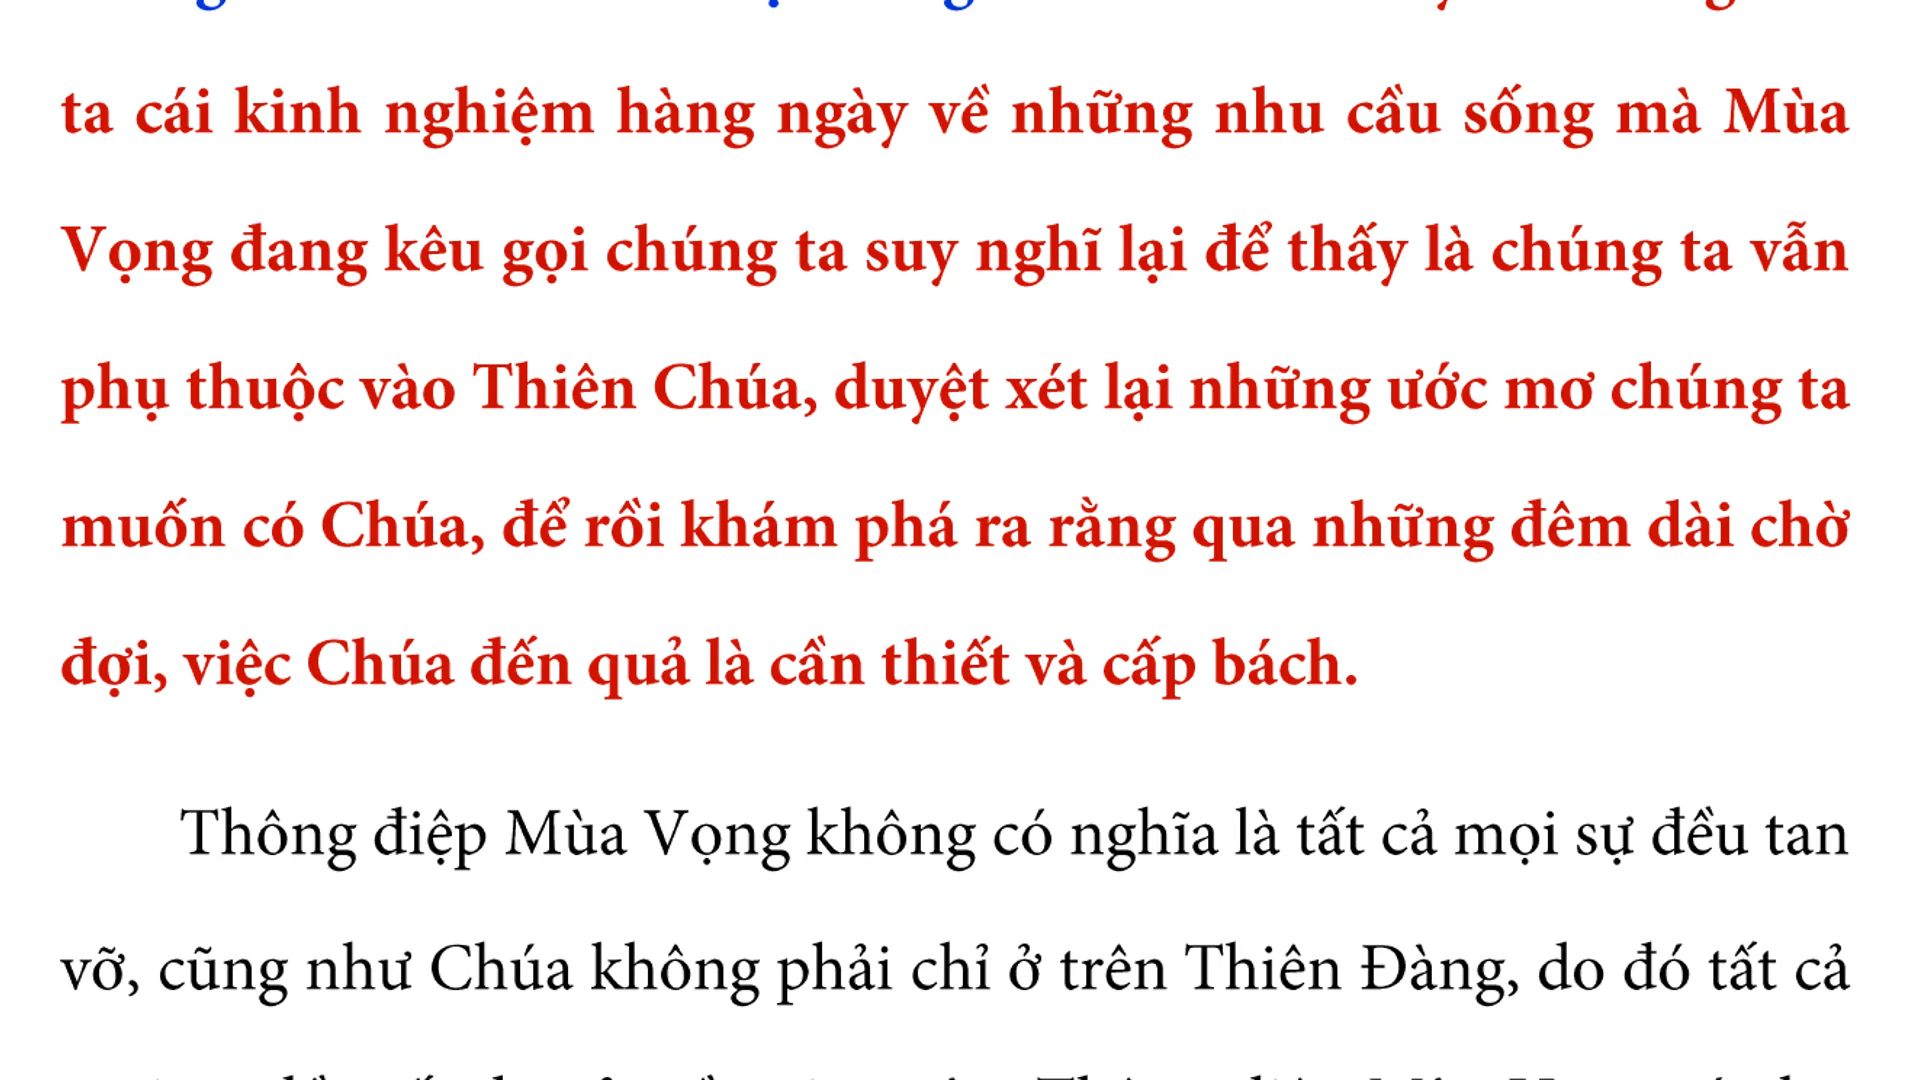 ta cái kinh nghiệm hàng ngày về những nhu cầu sống mà Mùa
Vọng đang kêu gọi chúng ta suy nghĩ lại để thấy là chúng ta vẫn
phụ thuộc vào Thiên Chúa, duyệt xét lại những ước mơ chúng ta
muốn có Chúa, để rồi khám phá ra rằng qua những đêm dài chờ
đợi, việc Chúa đến quả là cần thiết và cấp bách.
Thông điệp Mùa Vọng không có nghĩa là tất cả mọi sự đều tan
vỡ, cũng như Chúa không phải chỉ ở trên Thiên Đàng, do đó tất cả